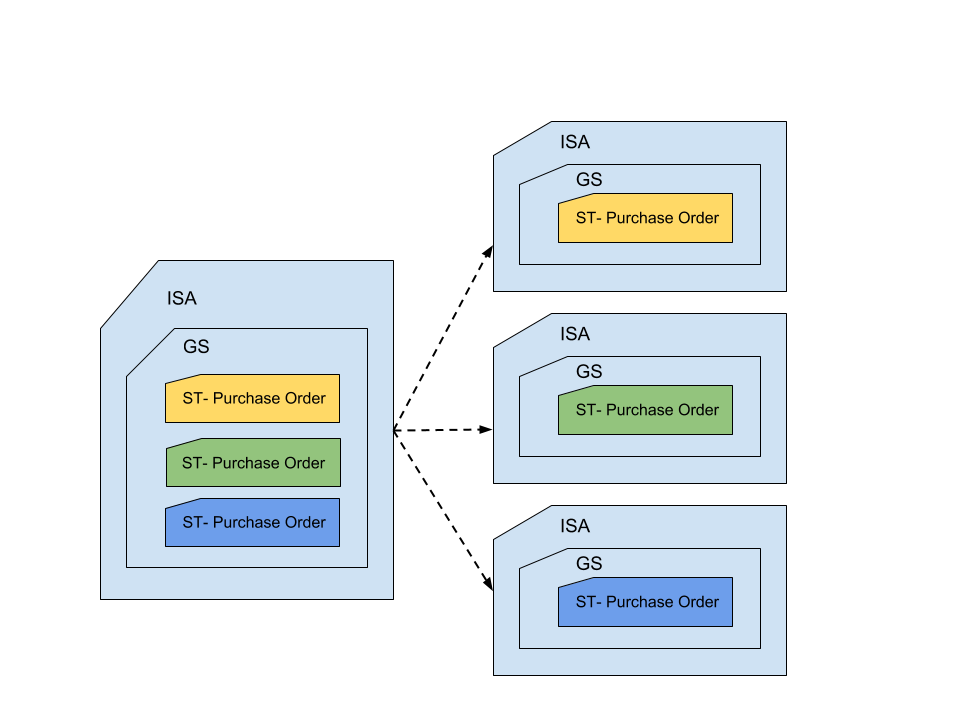 ISA
GS
ST- Purchase Order
ST- Purchase Order
ST- Purchase Order
ISA
GS
ST- Purchase Order
ISA
GS
ST- Purchase Order
ISA
GS
ST- Purchase Order